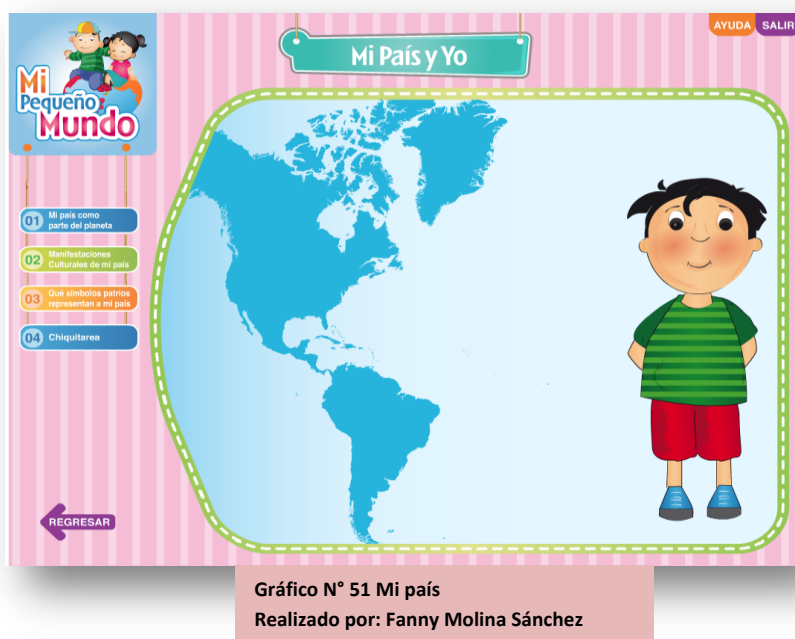 AYUDA SALIR
Mi País y Yo
Mi
Pequeño
Mundo
01 Mi país como
parte del planeta
02 Manifestaciones
Culturales de mi país
03 Qué símbolos patrios
representan a mi país
04 Chiquitarea
REGRESAR
Gráfico N° 51 Mi país
Realizado por: Fanny Molina Sánchez